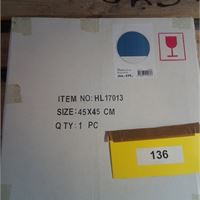 ITEM NO: HL17013
SIZE: 45X45 CM
Q TY: 1 PC
136